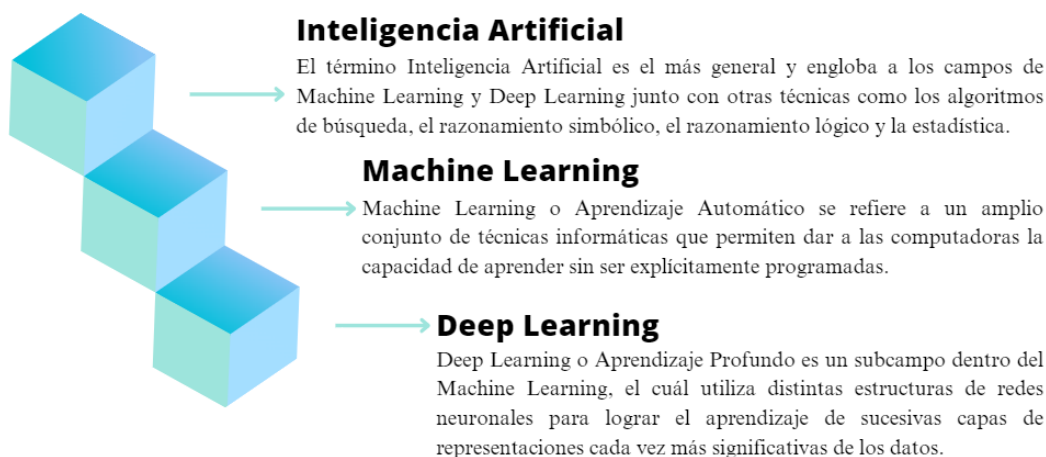 Inteligencia Artificial
El término Inteligencia Artificial es el más general y engloba a los campos de
Machine Learning y Deep Learning junto con otras técnicas como los algoritmos
de búsqueda, el razonamiento simbólico, el razonamiento lógico y la estadística.
Machine Learning
Machine Learning o Aprendizaje Automático se refiere a un amplio
conjunto de técnicas informáticas que permiten dar a las computadoras la
capacidad de aprender sin ser explícitamente programadas.
Deep Learning
Deep Learning o Aprendizaje Profundo es un subcampo dentro del
Machine Learning, el cuál utiliza distintas estructuras de redes
neuronales para lograr el aprendizaje de sucesivas capas de
representaciones cada vez más significativas de los datos.